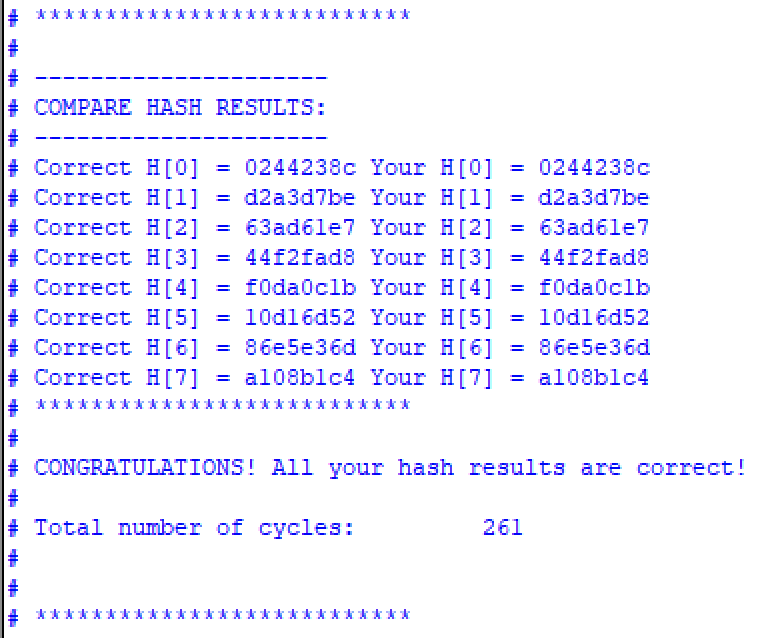 # ***************************
#
# ---------------------
# COMPARE HASH RESULTS:
# ---------------------
# Correct H[0] = 0244238c Your H[0] = 0244238c
# Correct H[1] = d2a3d7be Your H[1] = d2a3d7be
# Correct H[2] = 63ad61e7 Your H[2] = 63ad61e7
# Correct H[3] = 44f2fad8 Your H[3] = 44f2fad8
# Correct H[4] = f0da0c1b Your H[4] = f0da0c1b
# Correct H[5] = 10d16d52 Your H[5] = 10d16d52
# Correct H[6] = 86e5e36d Your H[6] = 86e5e36d
# Correct H[7] = a108b1c4 Your H[7] = a108b1c4
# ***************************
#
# CONGRATULATIONS! All your hash results are correct!
#
# Total number of cycles:         261
#
#
# ***************************